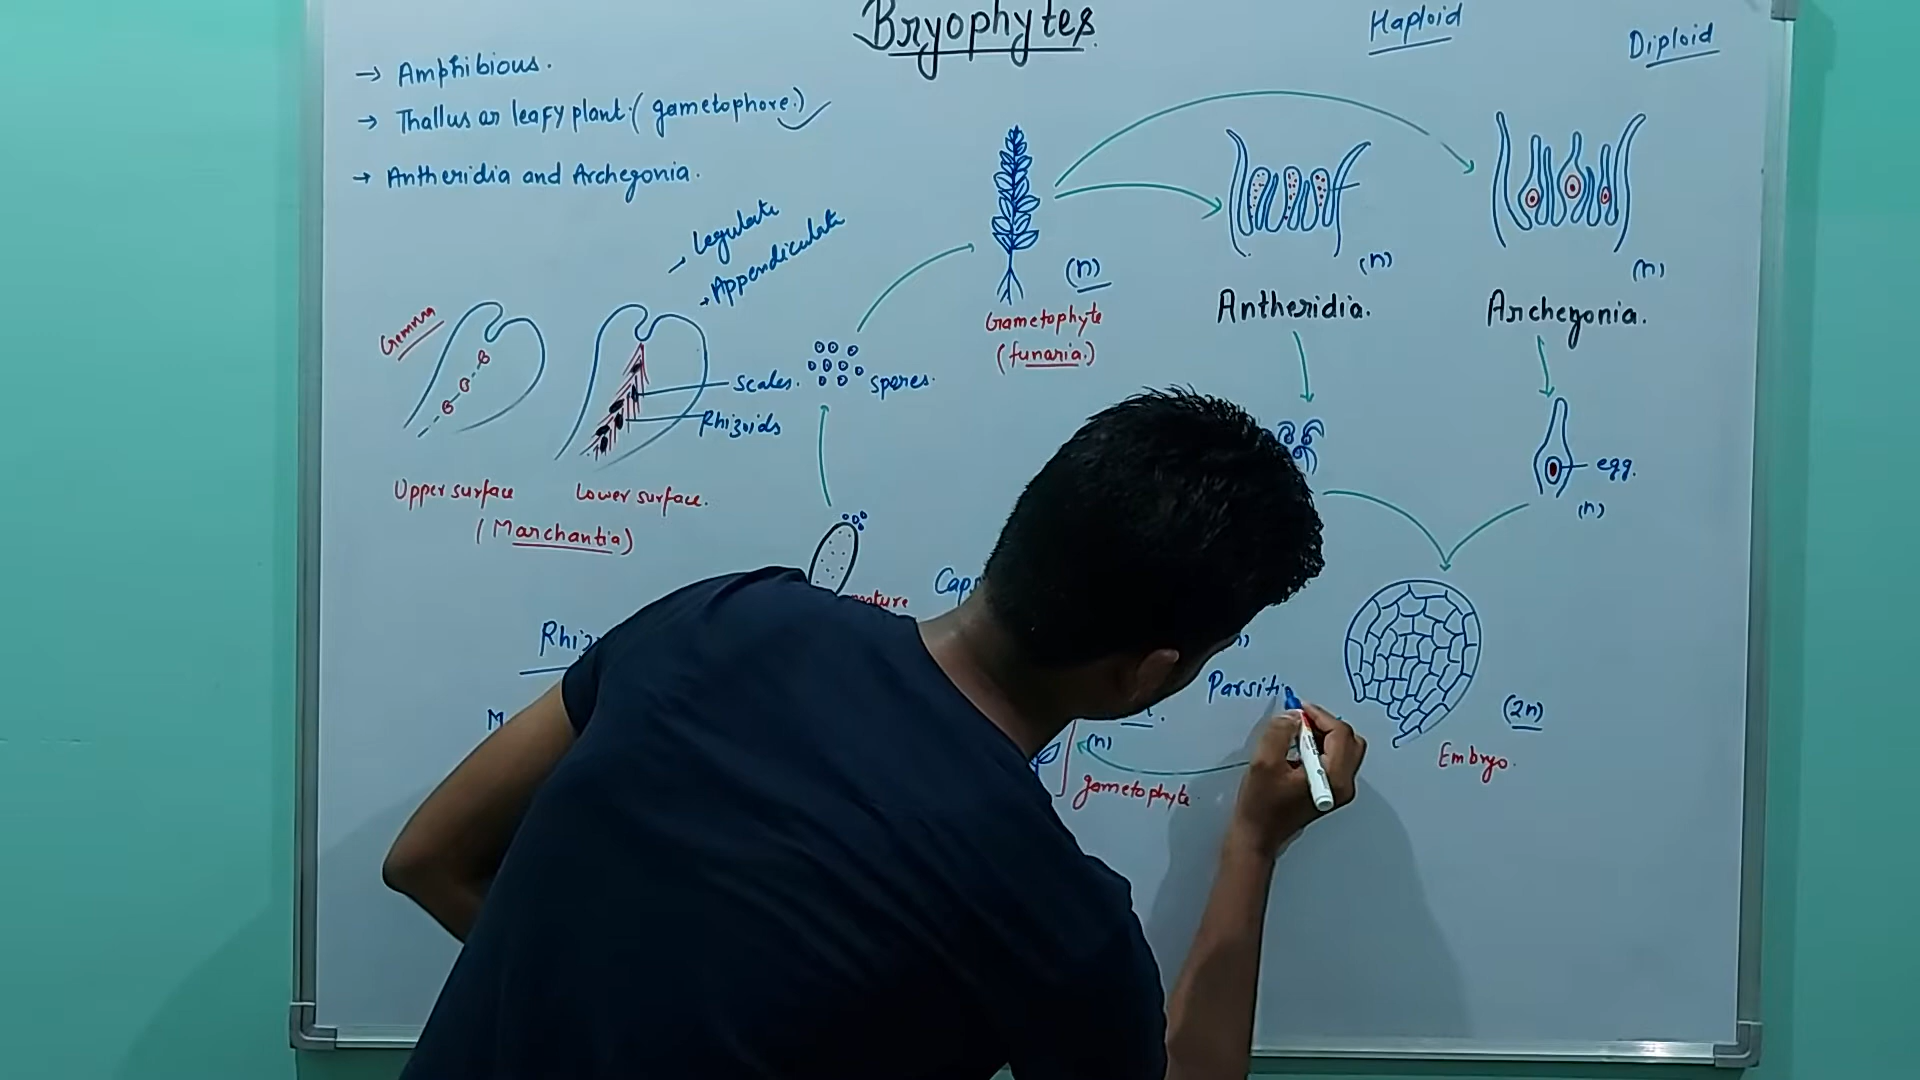 Bryophytes
Haploid
Diploid
→ Amphibious.
→ Thallus or leafy plant. (gametophore.)
→ Antheridia and Archegonia.
→ Legulate
→ Appendiculate
Gemma
Scales.
Rhizoids
Upper surface
Lower surface.
(Marchantia)
spores.
(n)
Gametophyte
(funaria.)
(n)
Antheridia.
(n)
Archegonia.
egg.
(n)
(2n)
Embryo.
Parsiti
(n)
gametophyte.